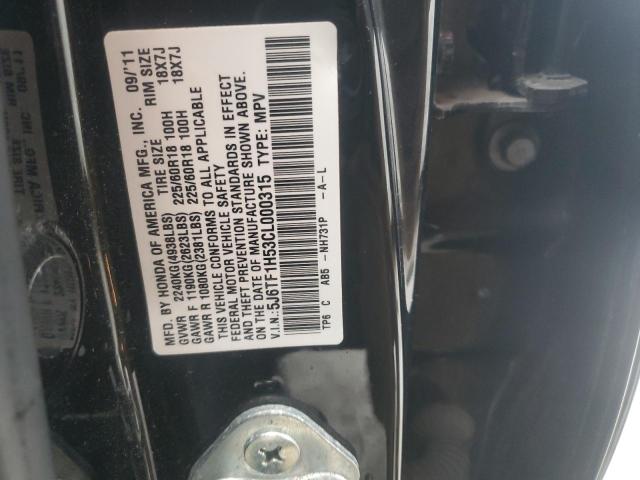 MFD. BY HONDA OF AMERICA MFG., INC. 09/'11
TIRE SIZE RIM SIZE
GVWR 2240KG(4938LBS)
GAWR F 1190KG(2623LBS) 225/60R18 100H 18X7J
GAWR R 1080KG(2381LBS) 225/60R18 100H 18X7J
THIS VEHICLE CONFORMS TO ALL APPLICABLE
FEDERAL MOTOR VEHICLE SAFETY
AND THEFT PREVENTION STANDARDS IN EFFECT
ON THE DATE OF MANUFACTURE SHOWN ABOVE.
V.I.N.: 5J6TF1H53CL000315 TYPE: MPV
TP6 C AB5 -NH731P -A-L